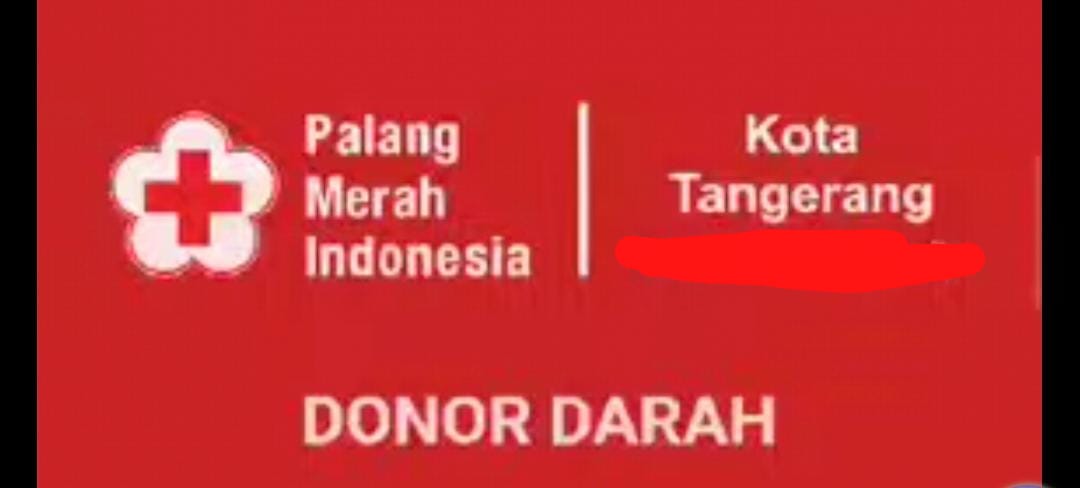 Palang
Merah
Indonesia
Kota
Tangerang
DONOR DARAH